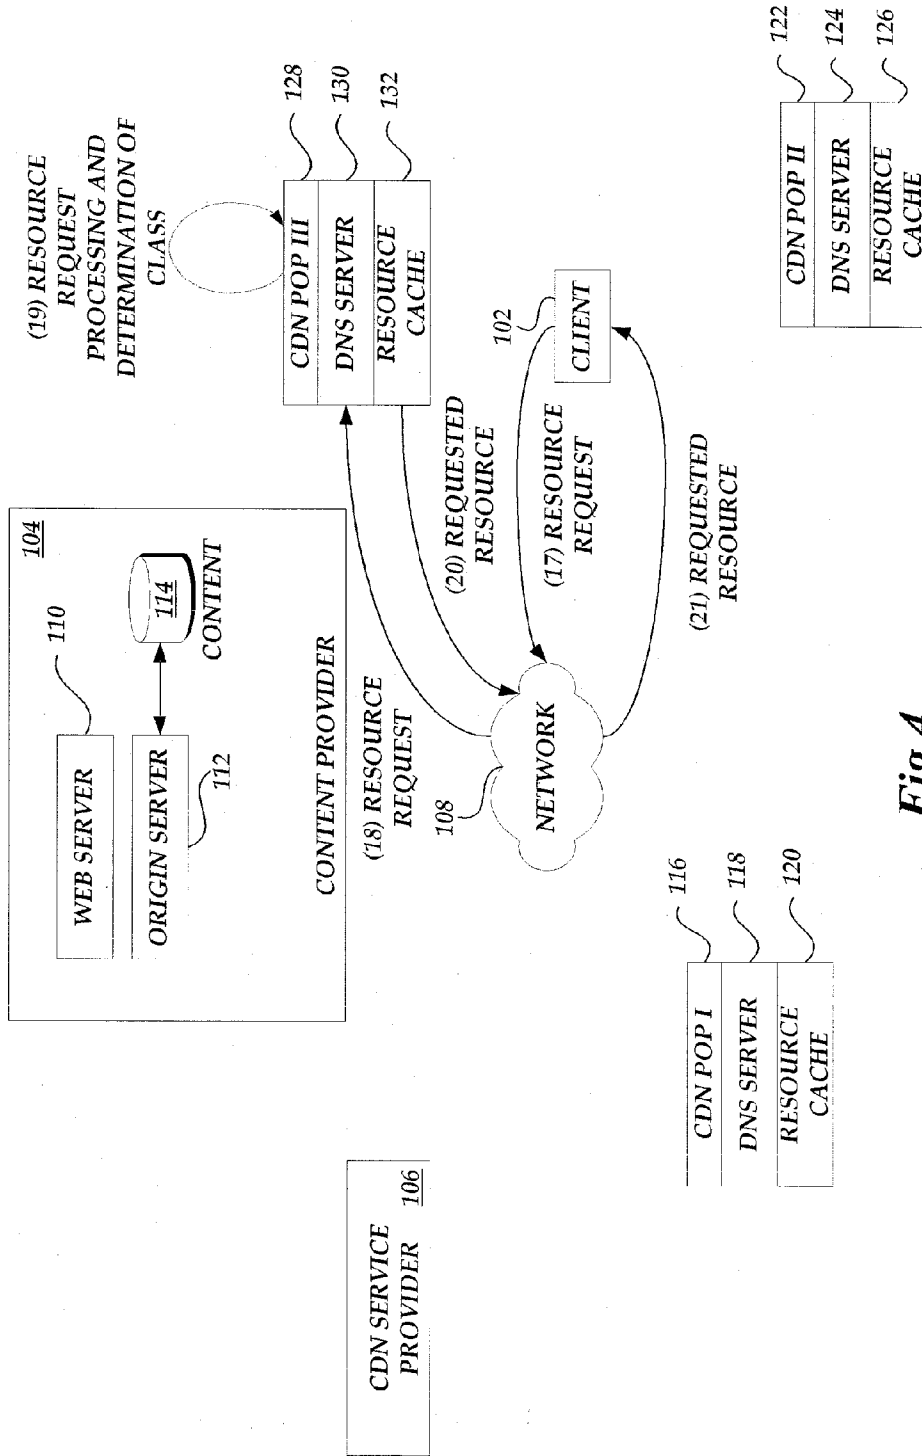 104
WEB SERVER
110
ORIGIN SERVER
112
114
CONTENT
CONTENT PROVIDER
CDN SERVICE
PROVIDER
106
(19) RESOURCE
REQUEST
PROCESSING AND
DETERMINATION OF
CLASS
CDN POP III
DNS SERVER
RESOURCE
CACHE
128
130
132
(18) RESOURCE
REQUEST
(20) REQUESTED
RESOURCE
108
NETWORK
102
CLIENT
(17) RESOURCE
REQUEST
(21) REQUESTED
RESOURCE
CDN POP I
DNS SERVER
RESOURCE
CACHE
116
118
120
CDN POP II
DNS SERVER
RESOURCE
CACHE
122
124
126
Fig.4.